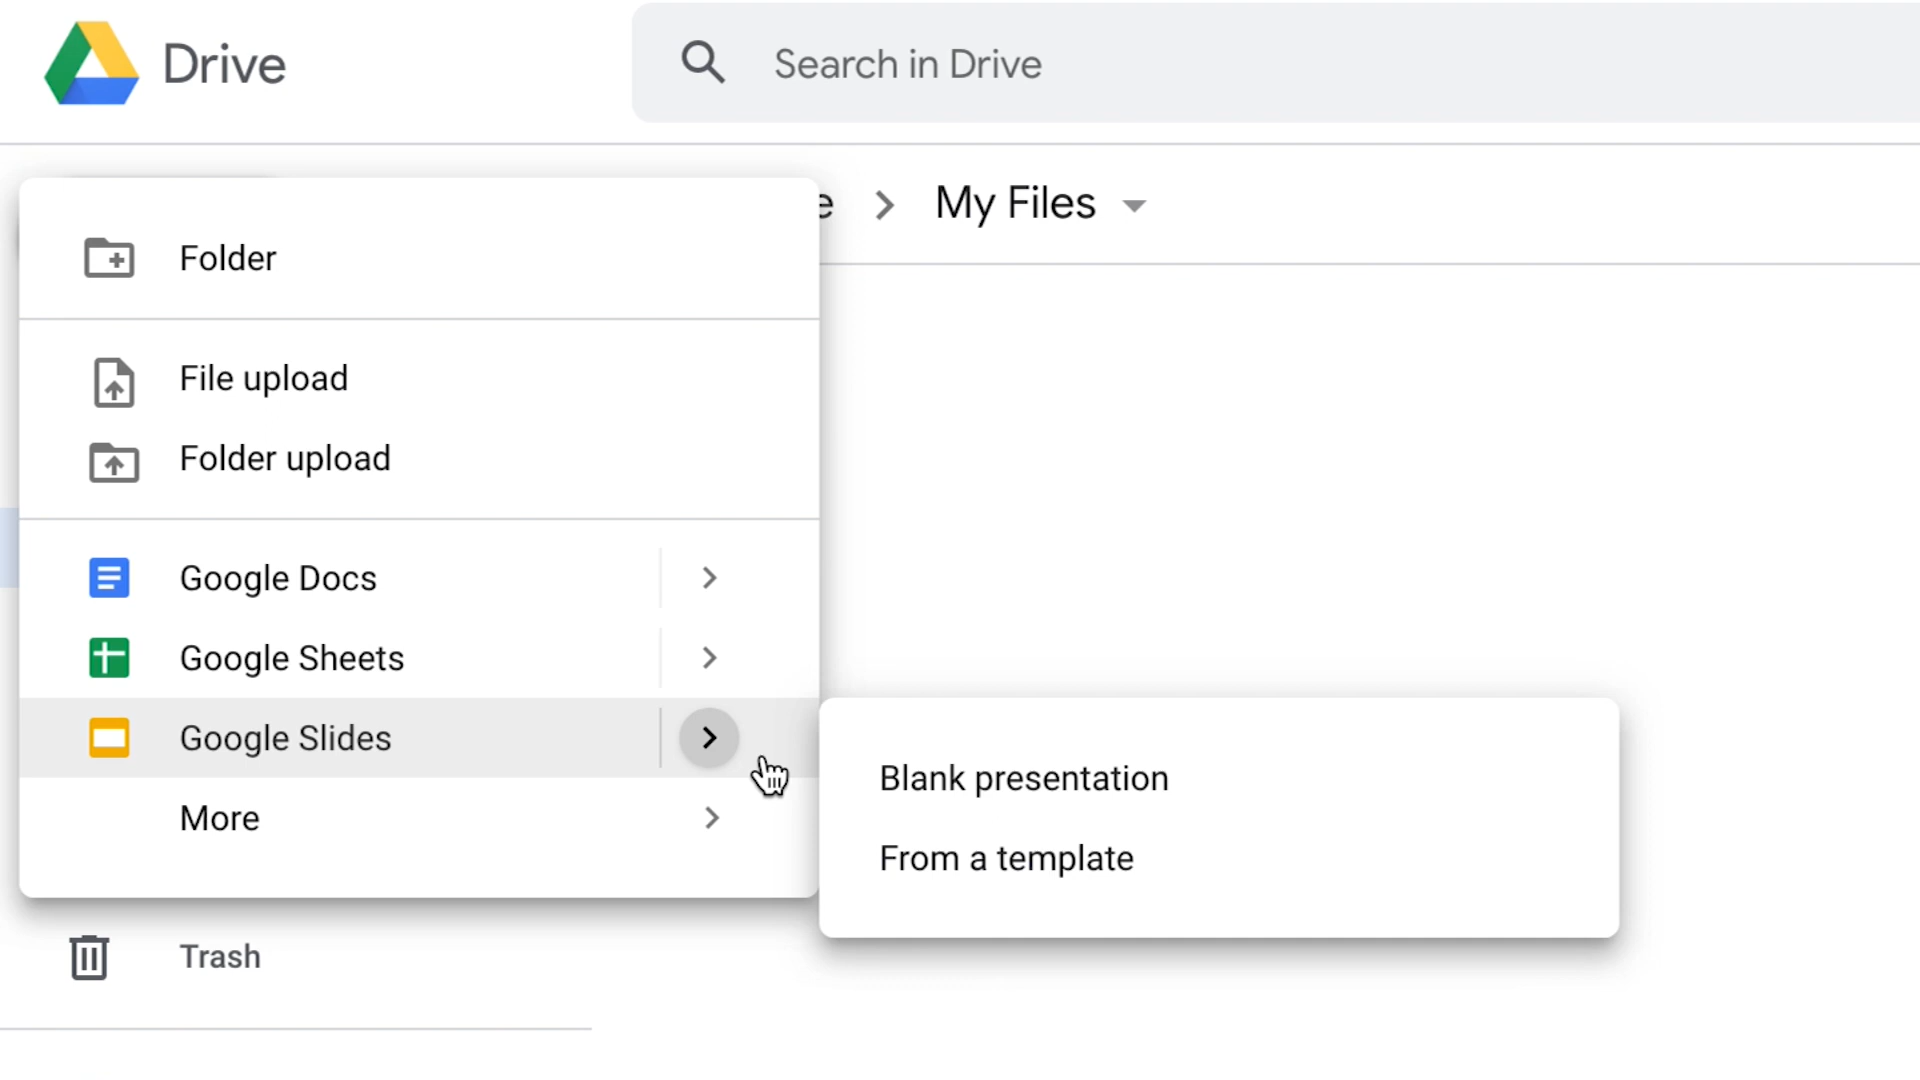 Drive
Search in Drive
My Files
Folder
File upload
Folder upload
Google Docs
Google Sheets
Google Slides
More
Blank presentation
From a template
Trash